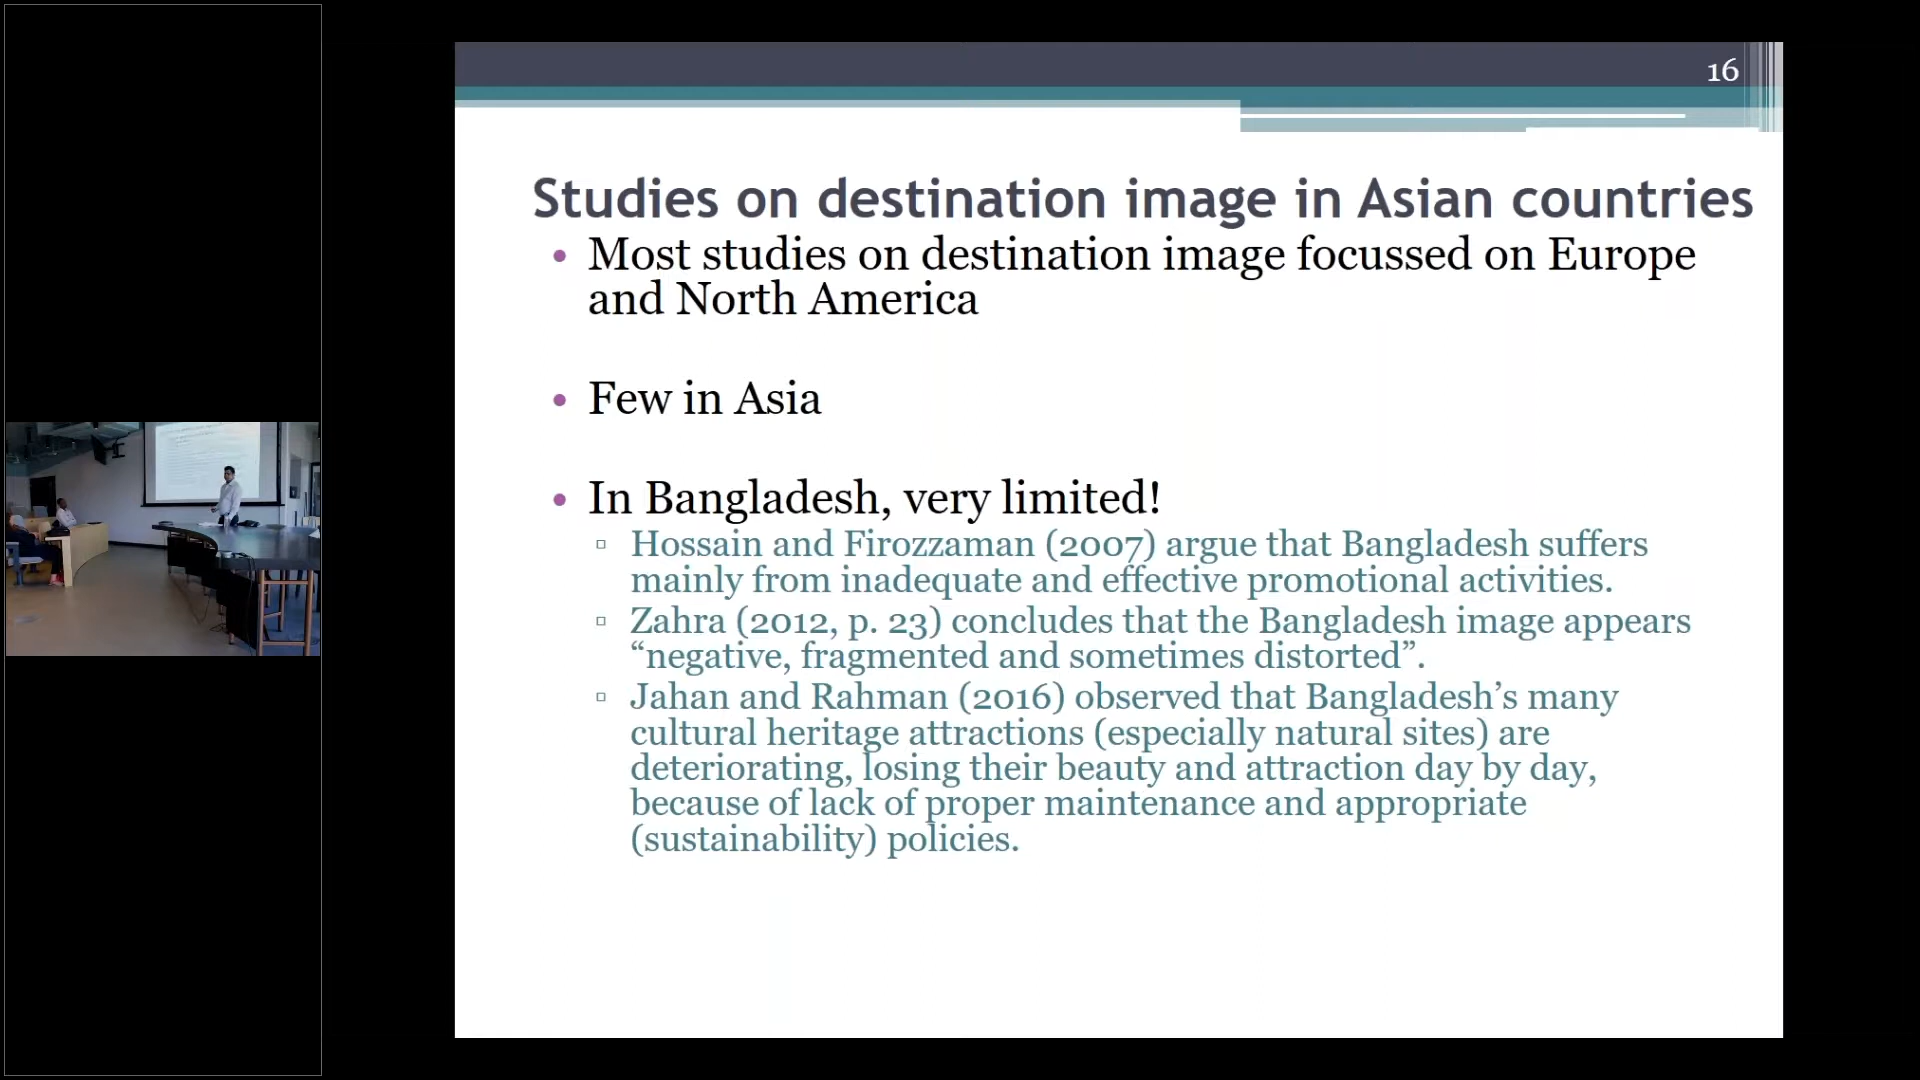 16
Studies on destination image in Asian countries
• Most studies on destination image focussed on Europe
and North America
• Few in Asia
• In Bangladesh, very limited!
▫ Hossain and Firozzaman (2007) argue that Bangladesh suffers
mainly from inadequate and effective promotional activities.
▫ Zahra (2012, p. 23) concludes that the Bangladesh image appears
“negative, fragmented and sometimes distorted”.
▫ Jahan and Rahman (2016) observed that Bangladesh’s many
cultural heritage attractions (especially natural sites) are
deteriorating, losing their beauty and attraction day by day,
because of lack of proper maintenance and appropriate
(sustainability) policies.